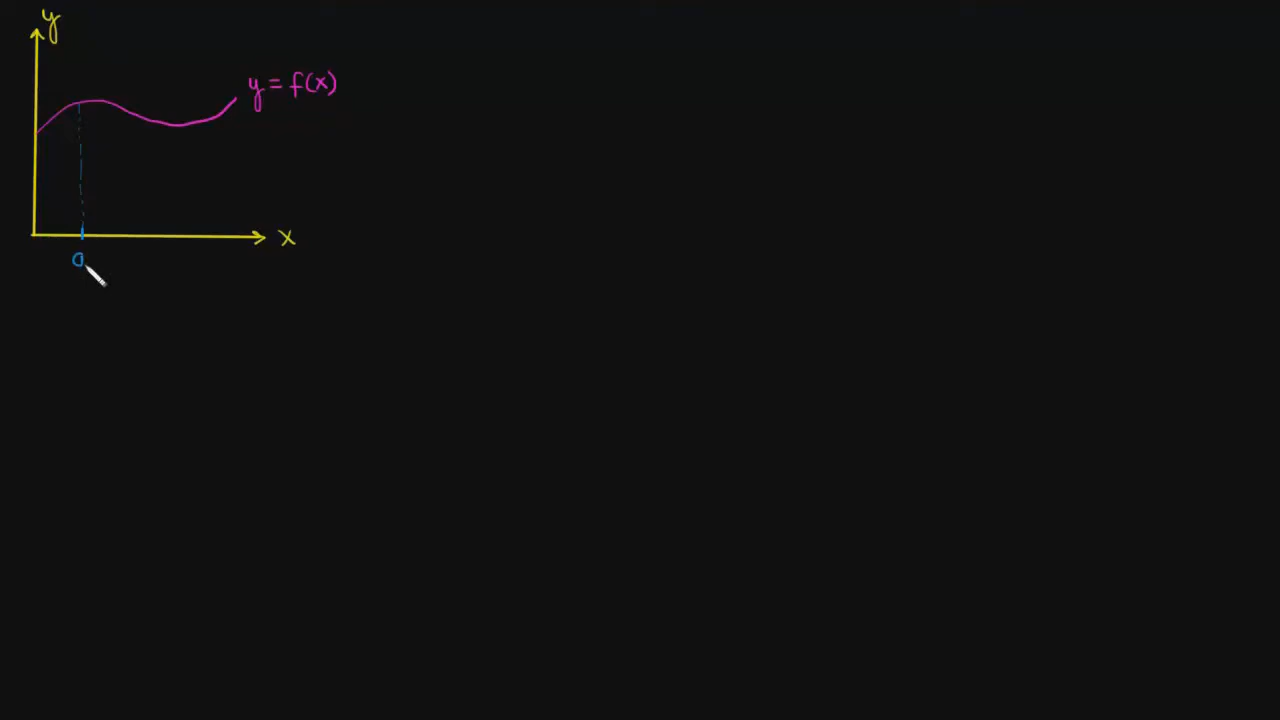 y
y = f(x)
x
a